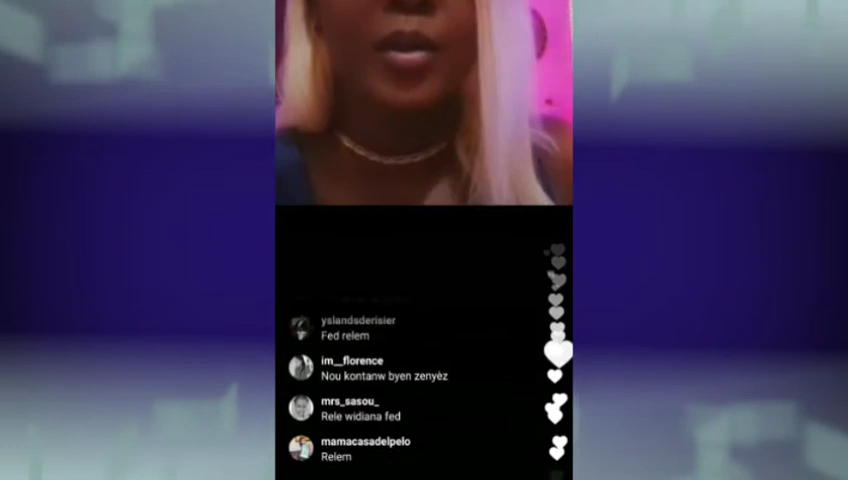 yslandsderisier
Fed relem
im__florence
Nou kontanw byen zenyèz
mrs_sasou_
Rele widiana fed
mamacasadelpelo
Relem